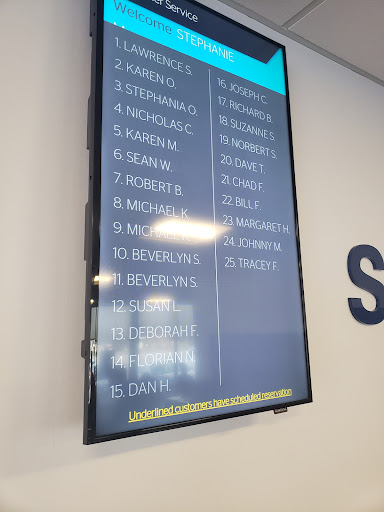 Service
Welcome STEPHANIE
1. LAWRENCE S.
2. KAREN O.
3. STEPHANIA O.
4. NICHOLAS C.
5. KAREN M.
6. SEAN W.
7. ROBERT B.
8. MICHAEL K.
9. MICHAEL
10. BEVERLYN S.
11. BEVERLYN S.
12. SUSAN L.
13. DEBORAH F.
14. FLORIAN N.
15. DAN H.
16. JOSEPH C.
17. RICHARD B.
18. SUZANNE S.
19. NORBERT S.
20. DAVE T.
21. CHAD F.
22. BILL F.
23. MARGARET H.
24. JOHNNY M.
25. TRACEY F.
Underlined customers have scheduled reservation
S